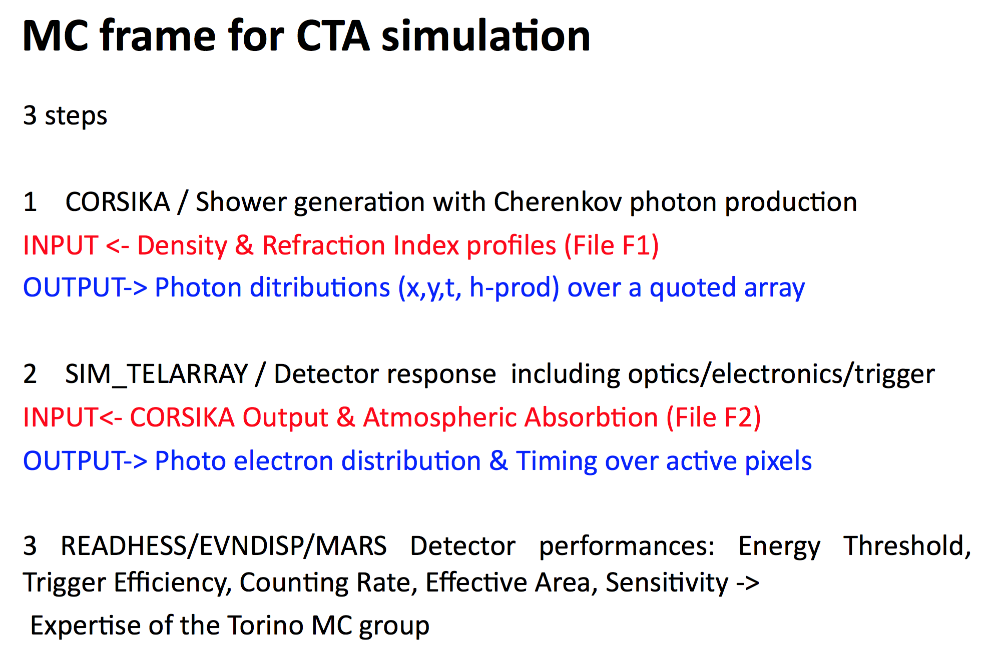 MC frame for CTA simulation
3 steps
1 CORSIKA / Shower generation with Cherenkov photon production
INPUT <- Density & Refraction Index profiles (File F1)
OUTPUT-> Photon ditributions (x,y,t, h-prod) over a quoted array
2 SIM_TELARRAY / Detector response including optics/electronics/trigger
INPUT<- CORSIKA Output & Atmospheric Absorbtion (File F2)
OUTPUT-> Photo electron distribution & Timing over active pixels
3 READHESS/EVNDISP/MARS Detector performances: Energy Threshold,
Trigger Efficiency, Counting Rate, Effective Area, Sensitivity ->
Expertise of the Torino MC group